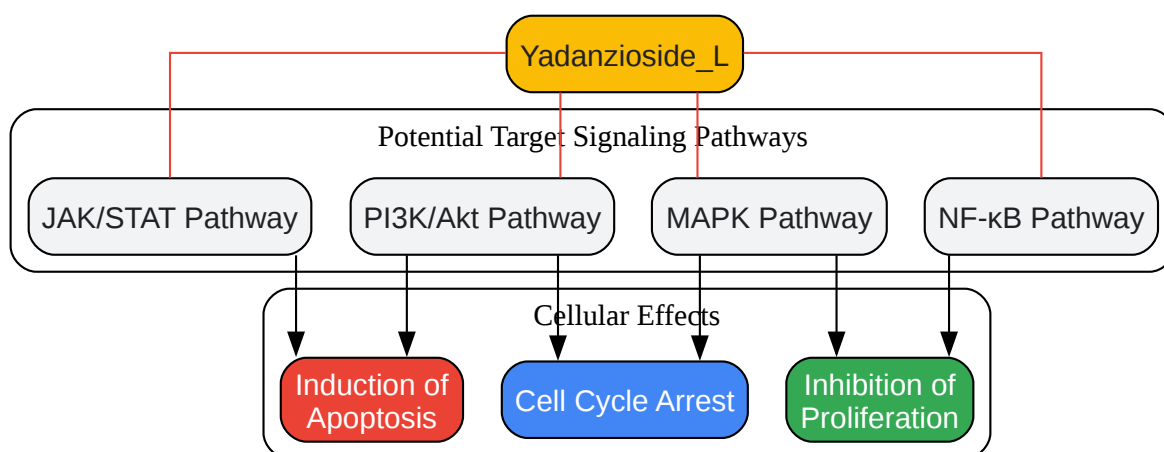 Yadanzioside_L
Potential Target Signaling Pathways
JAK/STAT Pathway
PI3K/Akt Pathway
MAPK Pathway
NF-κB Pathway
Cellular Effects
Induction of
Apoptosis
Cell Cycle Arrest
Inhibition of
Proliferation